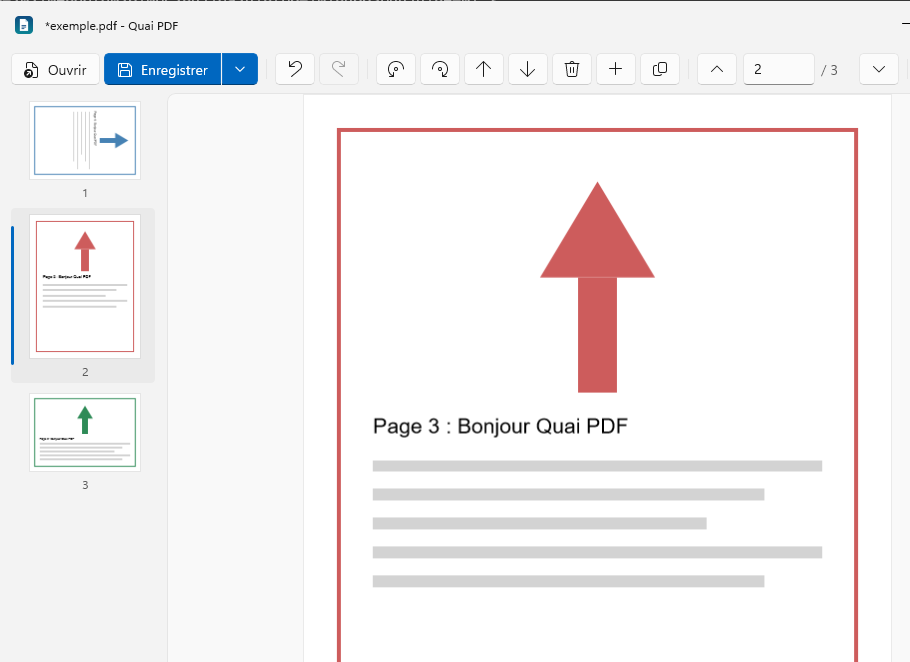 *exemple.pdf - Quai PDF
Ouvrir
Enregistrer
2
/ 3
1
Page 3 : Bonjour Quai PDF
2
3
Page 3 : Bonjour Quai PDF